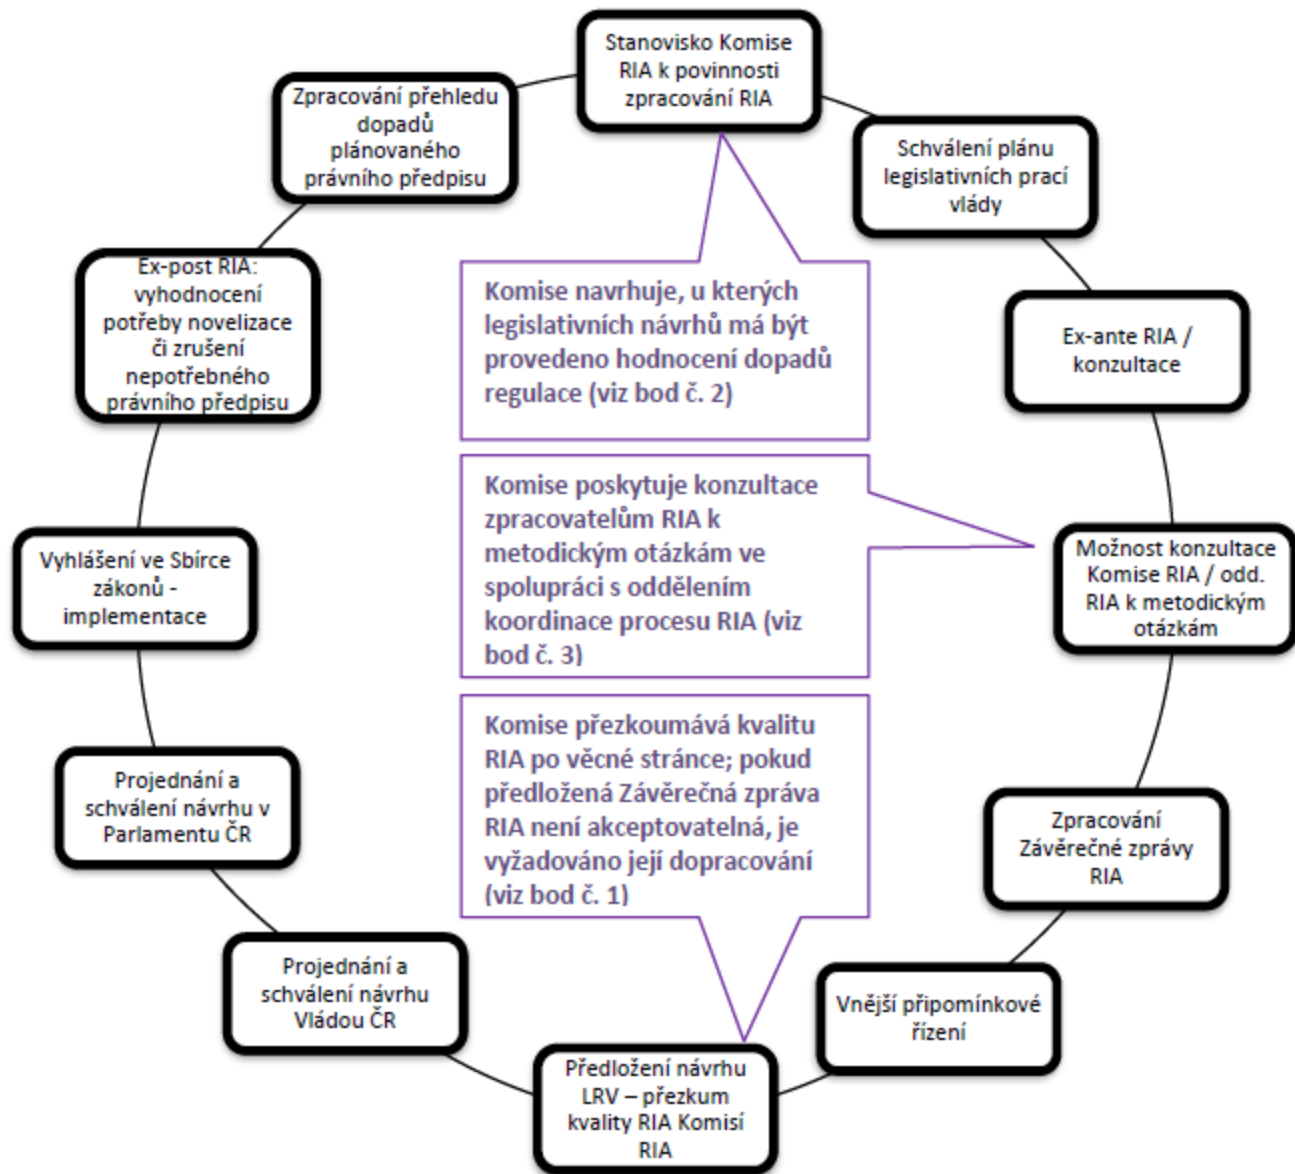 Stanovisko Komise
RIA k povinnosti
zpracování RIA
Schválení plánu
legislativních prací
vlády
Ex-ante RIA /
konzultace
Možnost konzultace
Komise RIA / odd.
RIA k metodickým
otázkám
Zpracování
Závěrečné zprávy
RIA
Vnější připomínkové
řízení
Předložení návrhu
LRV – přezkum
kvality RIA Komisí
RIA
Projednání a
schválení návrhu
Vládou ČR
Projednání a
schválení návrhu v
Parlamentu ČR
Vyhlášení ve Sbírce
zákonů -
implementace
Ex-post RIA:
vyhodnocení
potřeby novelizace
či zrušení
nepotřebného
právního předpisu
Zpracování přehledu
dopadů
plánovaného
právního předpisu
Komise navrhuje, u kterých
legislativních návrhů má být
provedeno hodnocení dopadů
regulace (viz bod č. 2)
Komise poskytuje konzultace
zpracovatelům RIA k
metodickým otázkám ve
spolupráci s oddělením
koordinace procesu RIA (viz
bod č. 3)
Komise přezkoumává kvalitu
RIA po věcné stránce; pokud
předložená Závěrečná zpráva
RIA není akceptovatelná, je
vyžadováno její dopracování
(viz bod č. 1)